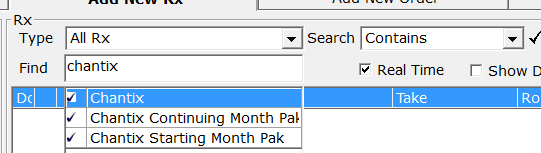 Add New Rx Add New Order
Rx
Type All Rx Search Contains
Find chantix
Real Time Show D
Dc Chantix Take Ro
Chantix Continuing Month Pak
Chantix Starting Month Pak